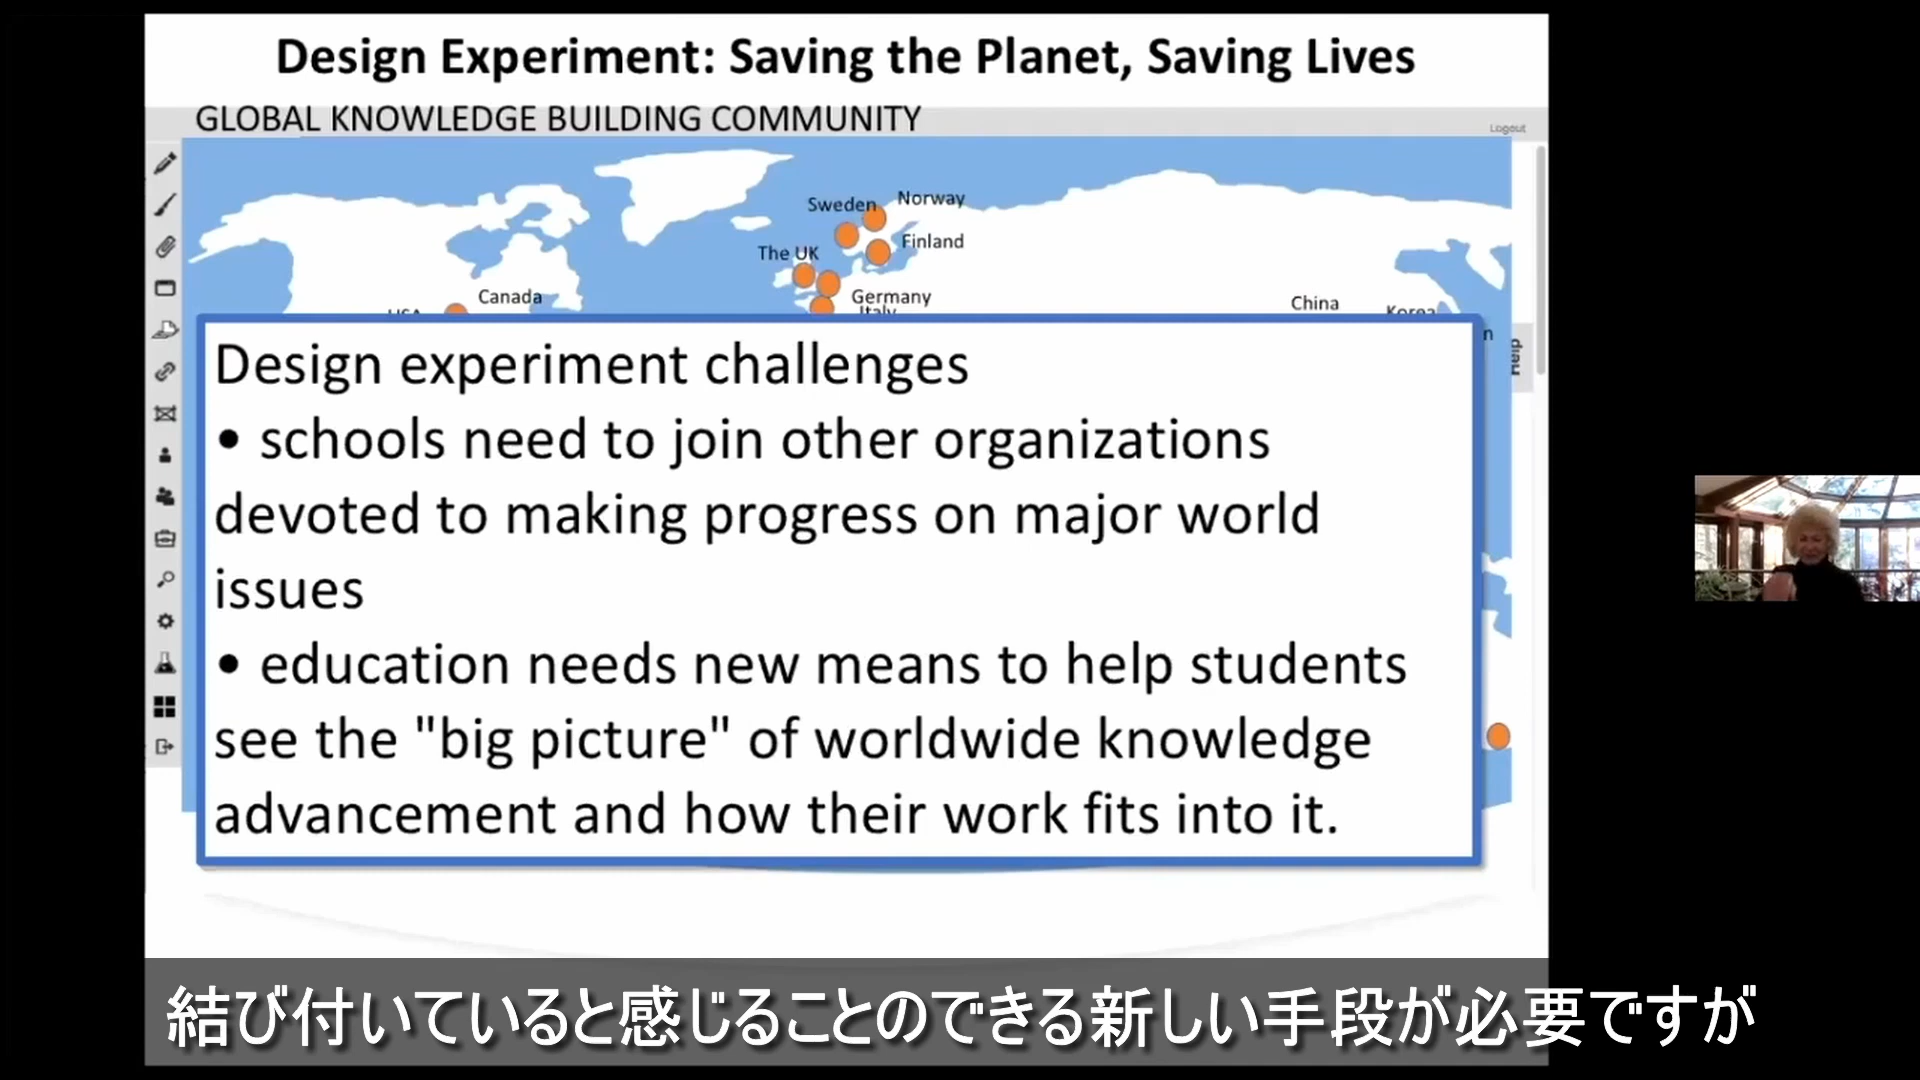 Design Experiment: Saving the Planet, Saving Lives
GLOBAL KNOWLEDGE BUILDING COMMUNITY
Logout
Sweden
Norway
Finland
The UK
Canada
Germany
Italy
USA
China
Korea
n
Help
Design experiment challenges
• schools need to join other organizations
devoted to making progress on major world
issues
• education needs new means to help students
see the "big picture" of worldwide knowledge
advancement and how their work fits into it.
結び付いていると感じることのできる新しい手段が必要ですが